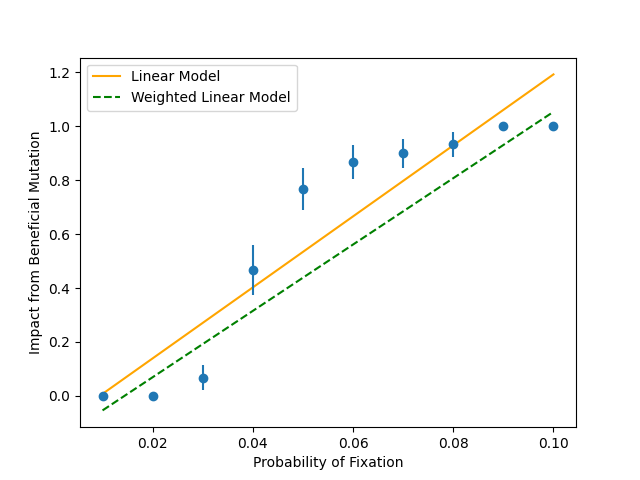 Linear Model
Weighted Linear Model
Impact from Beneficial Mutation
1.2
1.0
0.8
0.6
0.4
0.2
0.0
0.02 0.04 0.06 0.08 0.10
Probability of Fixation